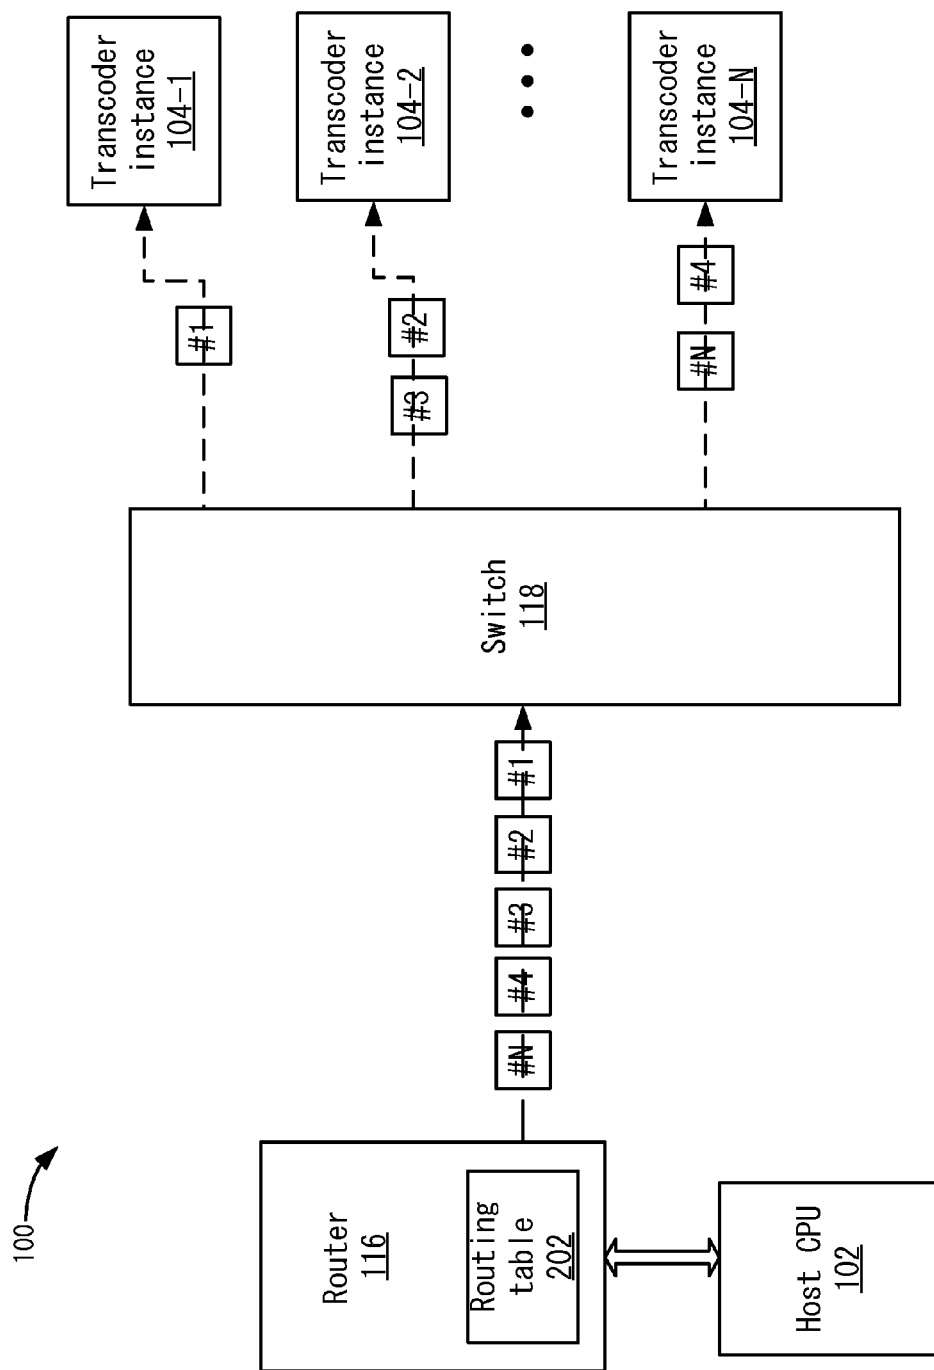 100
Router
116
Routing
table
202
Host CPU
102
#N
#4
#3
#2
#1
Switch
118
#1
#3
#2
#N
#4
Transcoder
instance
104-1
Transcoder
instance
104-2
Transcoder
instance
104-N